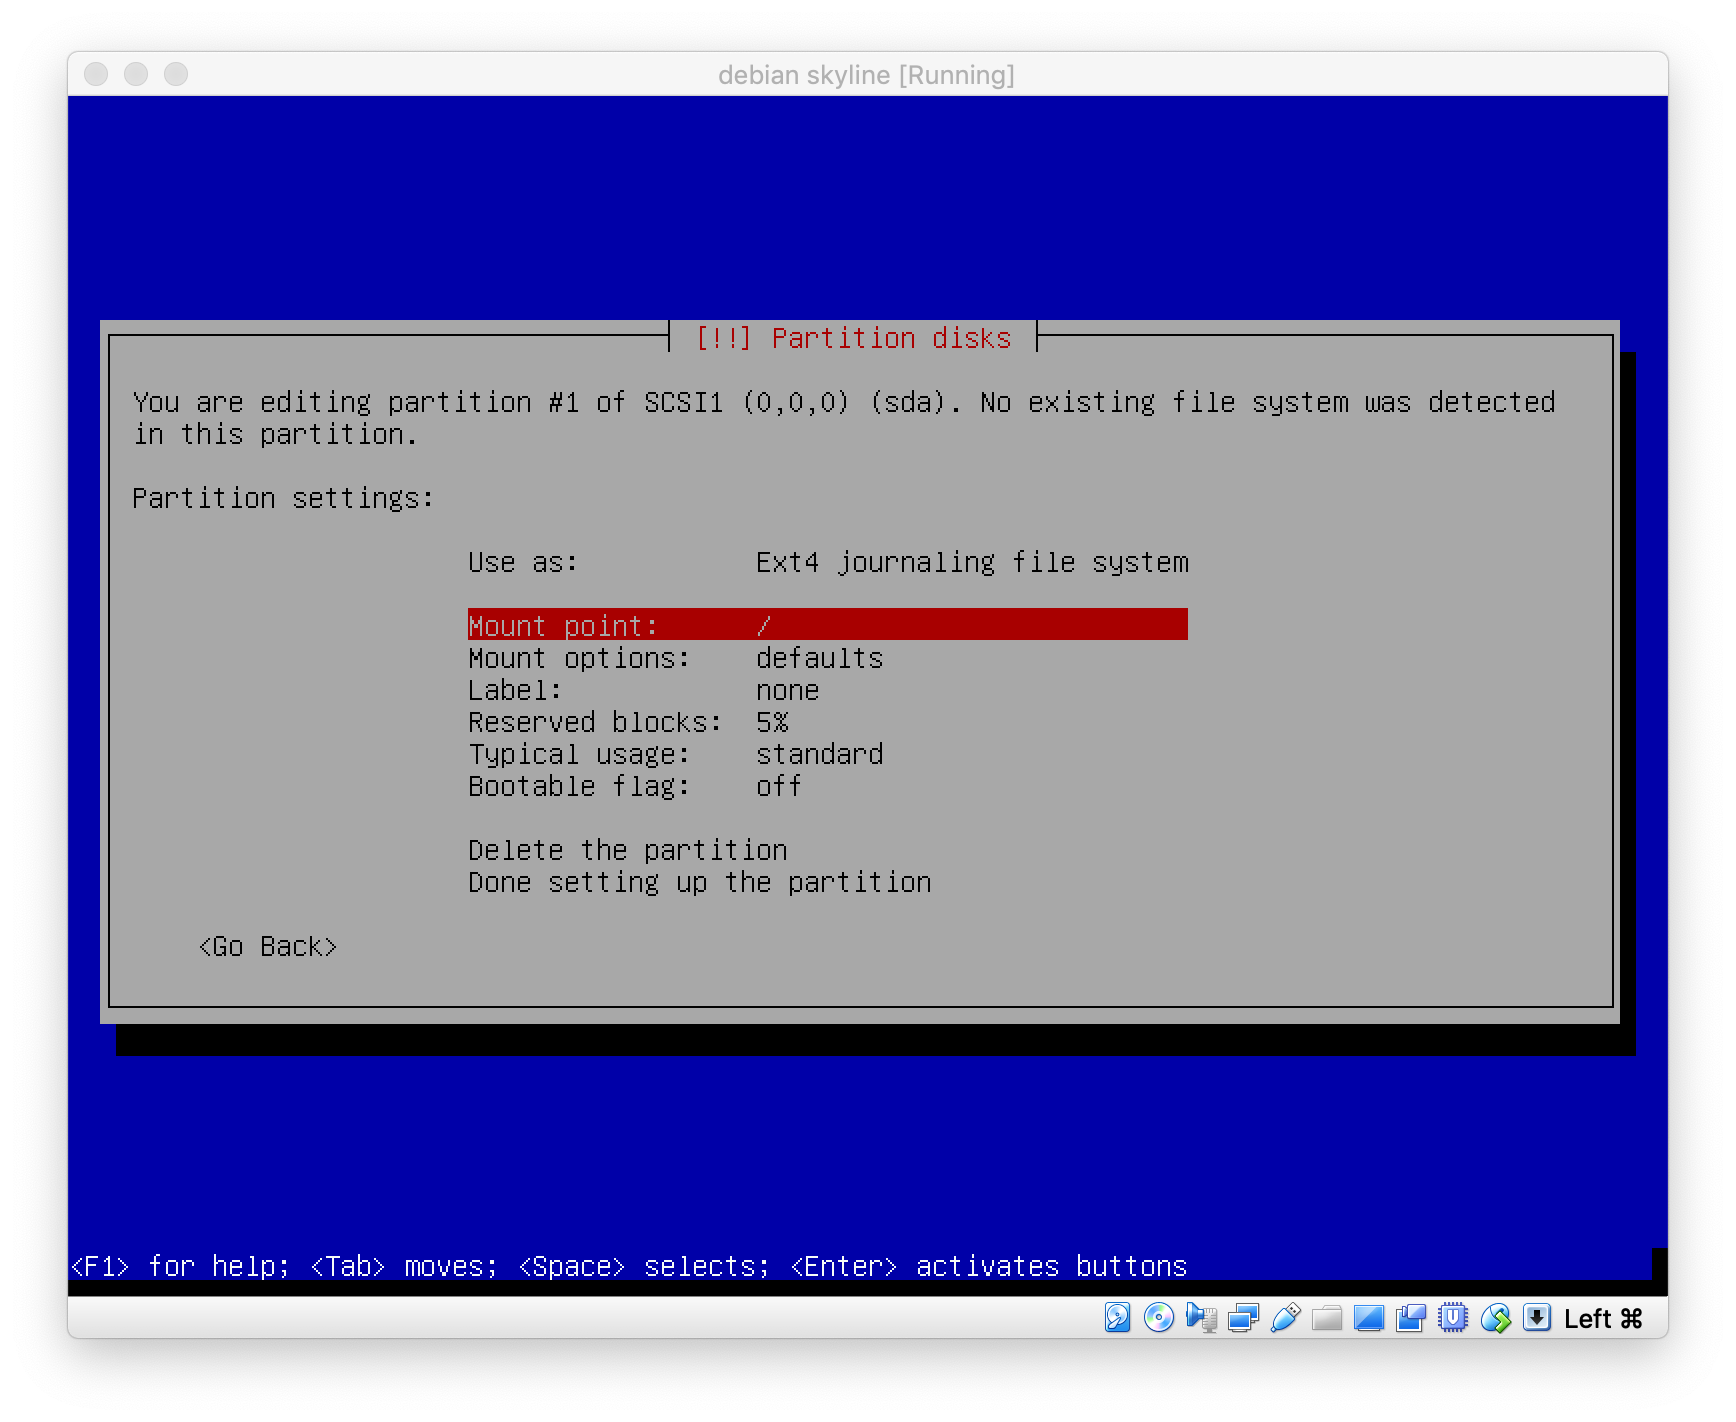 debian skyline [Running]
[!!] Partition disks
You are editing partition #1 of SCSI1 (0,0,0) (sda). No existing file system was detected
in this partition.
Partition settings:
Use as: Ext4 journaling file system
Mount point: /
Mount options: defaults
Label: none
Reserved blocks: 5%
Typical usage: standard
Bootable flag: off
Delete the partition
Done setting up the partition
<Go Back>
<F1> for help; <Tab> moves; <Space> selects; <Enter> activates buttons
Left ⌘